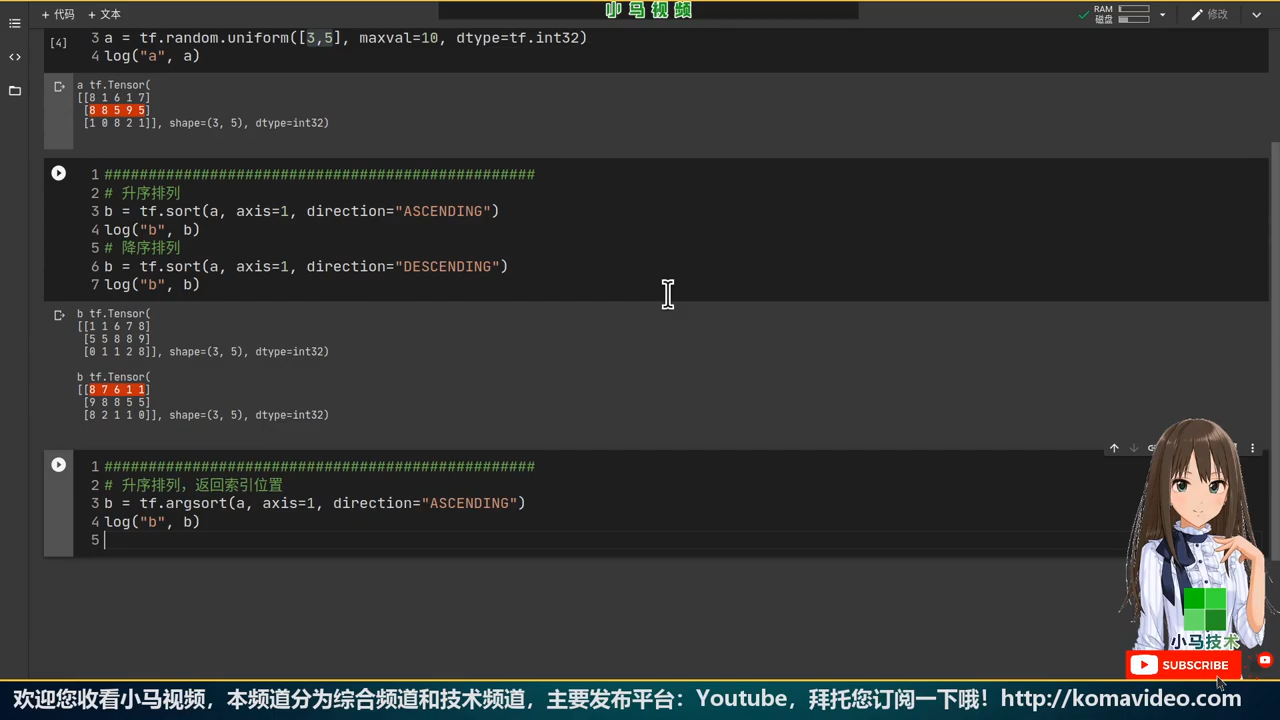 小马视频
+ 代码 + 文本
RAM
磁盘
修改
[4]
3 a = tf.random.uniform([3,5], maxval=10, dtype=tf.int32)
4 log("a", a)
a tf.Tensor(
[[8 1 6 1 7]
[8 8 5 9 5]
[1 0 8 2 1]], shape=(3, 5), dtype=int32)
1 #################################################
2 # 升序排列
3 b = tf.sort(a, axis=1, direction="ASCENDING")
4 log("b", b)
5 # 降序排列
6 b = tf.sort(a, axis=1, direction="DESCENDING")
7 log("b", b)
b tf.Tensor(
[[1 1 6 7 8]
[5 5 8 8 9]
[0 1 1 2 8]], shape=(3, 5), dtype=int32)
b tf.Tensor(
[[8 7 6 1 1]
[9 8 8 5 5]
[8 2 1 1 0]], shape=(3, 5), dtype=int32)
1 #################################################
2 # 升序排列，返回索引位置
3 b = tf.argsort(a, axis=1, direction="ASCENDING")
4 log("b", b)
5
小马技术
SUBSCRIBE
欢迎您收看小马视频，本频道分为综合频道和技术频道，主要发布平台：Youtube，拜托您订阅一下哦！http://komavideo.com